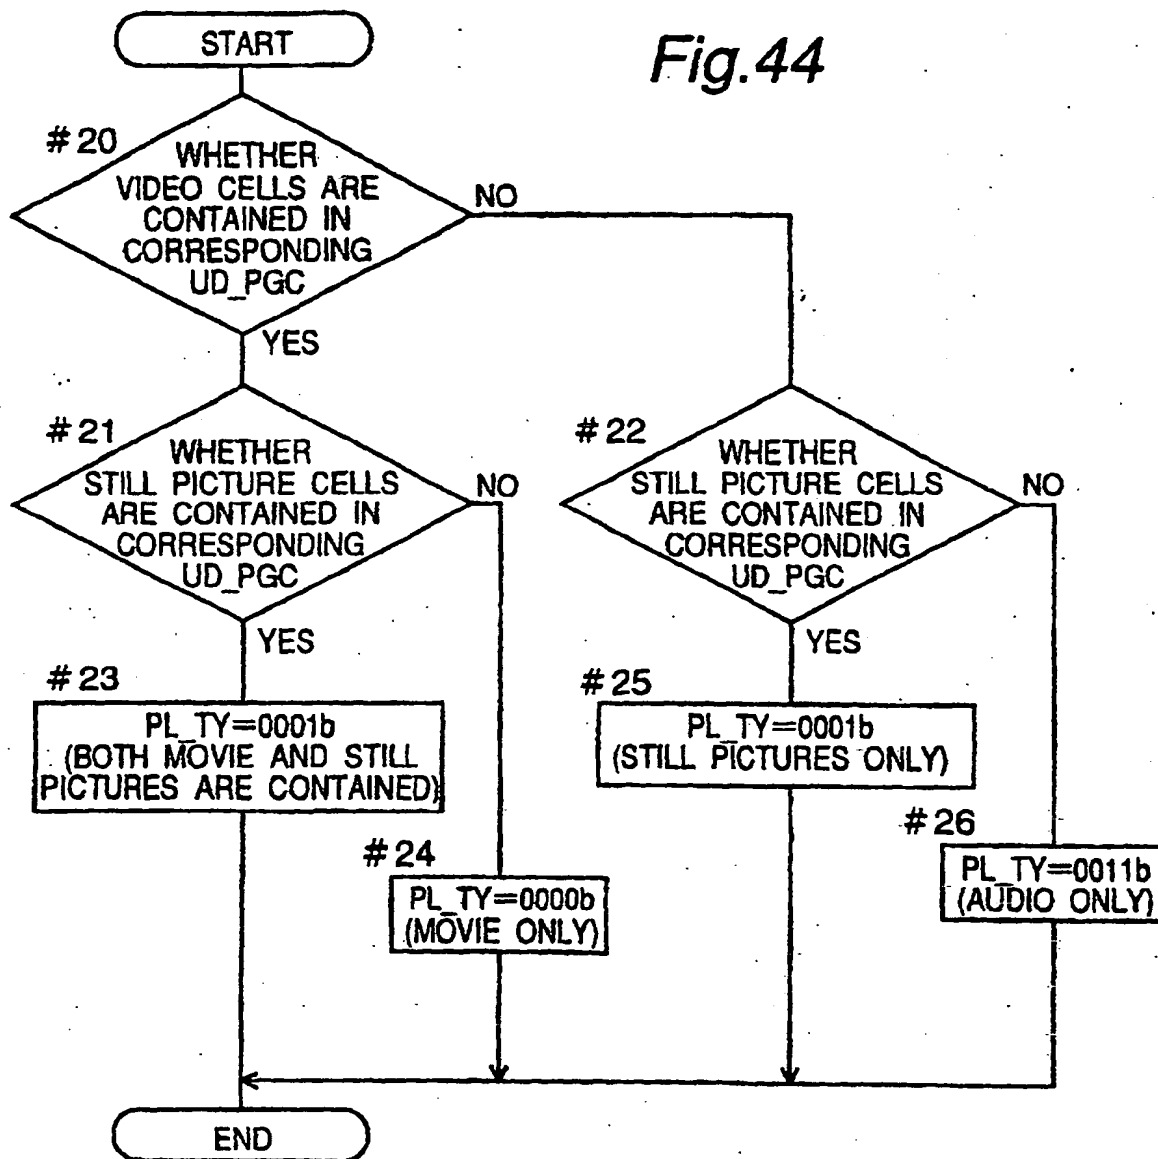 START
Fig.44
#20
WHETHER
VIDEO CELLS ARE
CONTAINED IN
CORRESPONDING
UD_PGC
NO
YES
#21
WHETHER
STILL PICTURE CELLS
ARE CONTAINED IN
CORRESPONDING
UD_PGC
NO
YES
#22
WHETHER
STILL PICTURE CELLS
ARE CONTAINED IN
CORRESPONDING
UD_PGC
NO
YES
#23
PL_TY=0001b
(BOTH MOVIE AND STILL
PICTURES ARE CONTAINED)
#25
PL_TY=0001b
(STILL PICTURES ONLY)
#24
PL_TY=0000b
(MOVIE ONLY)
#26
PL_TY=0011b
(AUDIO ONLY)
END